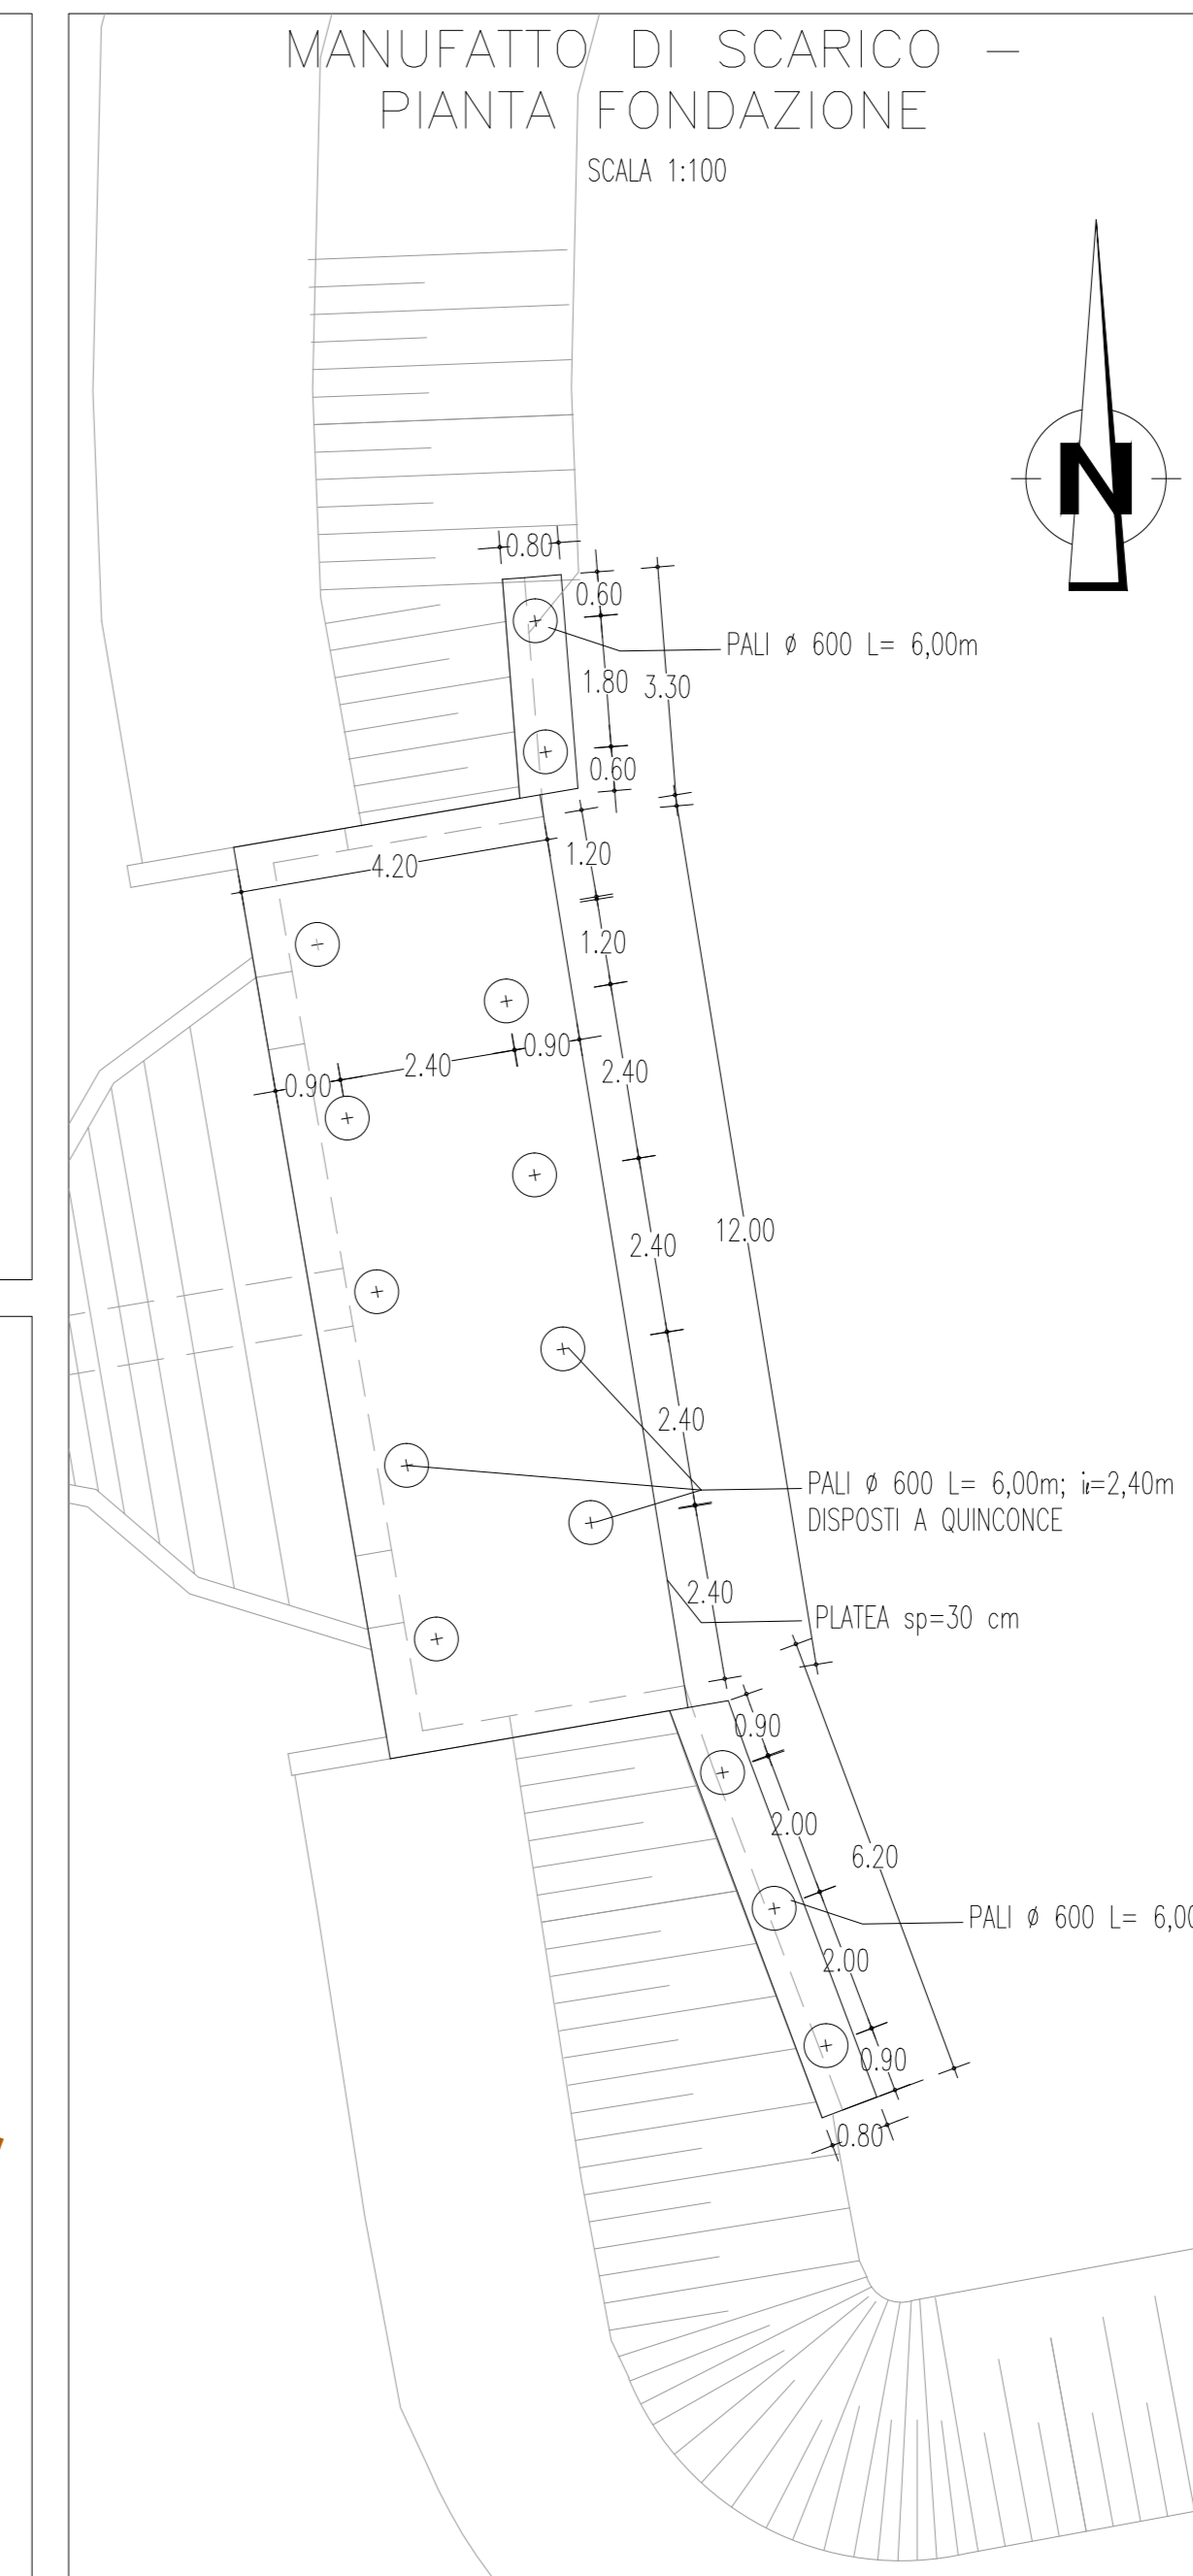 MANUFATTO DI SCARICO –
PIANTA FONDAZIONE
SCALA 1:100
N
0.80
0.60
PALI ø 600 L= 6,00m
1.80
3.30
0.60
1.20
4.20
1.20
0.90
2.40
0.90
2.40
12.00
2.40
2.40
PALI ø 600 L= 6,00m; i=2,40m
DISPOSTI A QUINCONCE
2.40
PLATEA sp=30 cm
0.90
2.00
6.20
PALI ø 600 L= 6,00
2.00
0.90
0.80